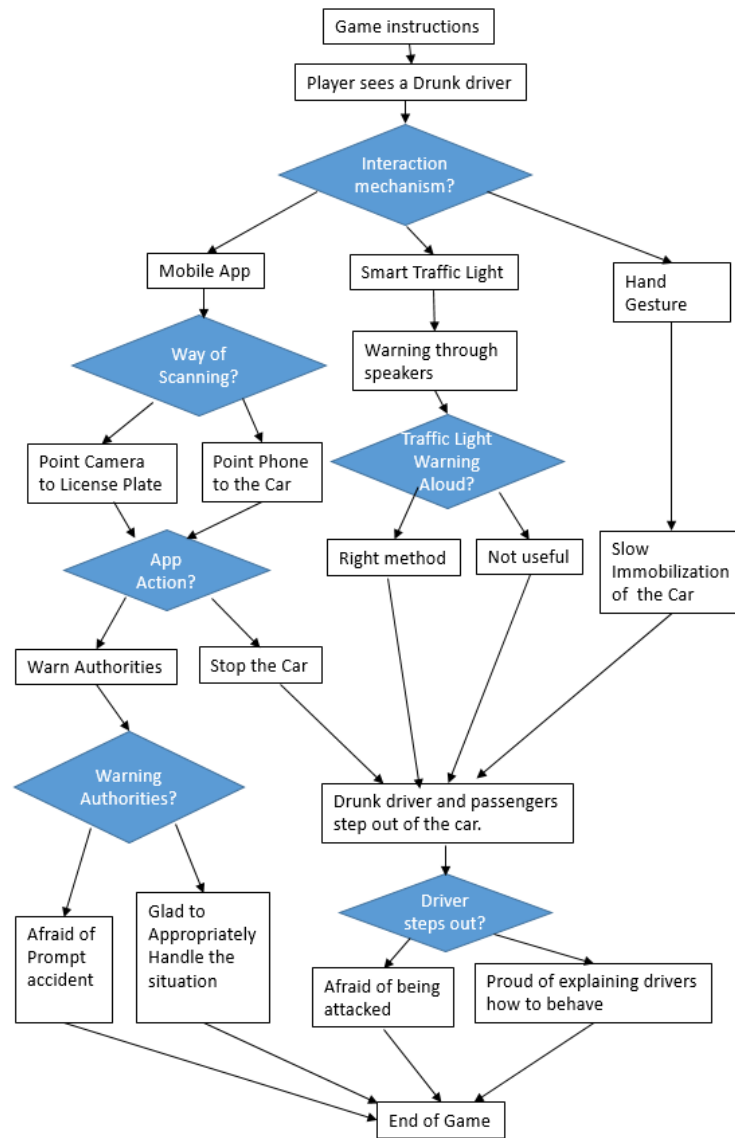 Game instructions
Player sees a Drunk driver
Interaction
mechanism?
Mobile App
Smart Traffic Light
Hand
Gesture
Way of
Scanning?
Warning through
speakers
Point Camera
to License Plate
Point Phone
to the Car
Traffic Light
Warning
Aloud?
App
Action?
Right method
Not useful
Slow
Immobilization
of the Car
Warn Authorities
Stop the Car
Warning
Authorities?
Drunk driver and passengers
step out of the car.
Afraid of
Prompt
accident
Glad to
Appropriately
Handle the
situation
Driver
steps out?
Afraid of being
attacked
Proud of explaining drivers
how to behave
End of Game